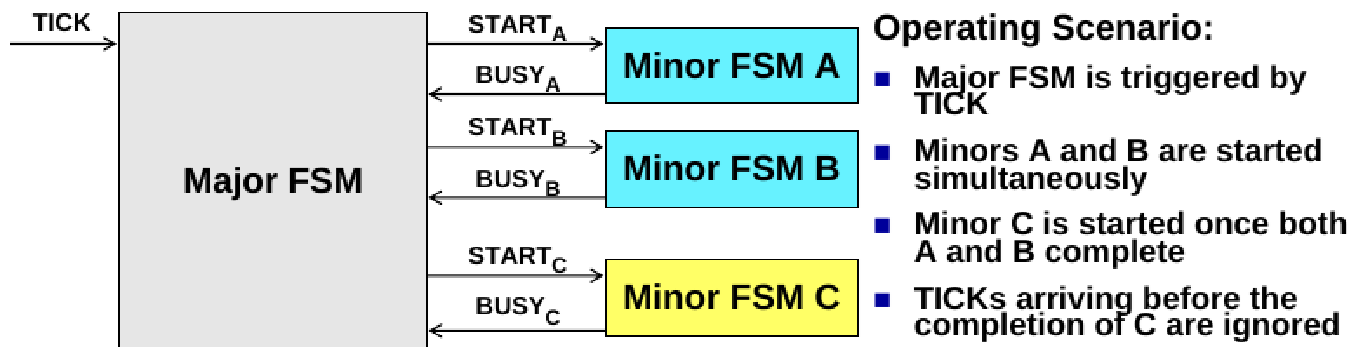 TICK
Major FSM
START_A
BUSY_A
Minor FSM A
START_B
BUSY_B
Minor FSM B
START_C
BUSY_C
Minor FSM C
Operating Scenario:
Major FSM is triggered by
TICK
Minors A and B are started
simultaneously
Minor C is started once both
A and B complete
TICKs arriving before the
completion of C are ignored